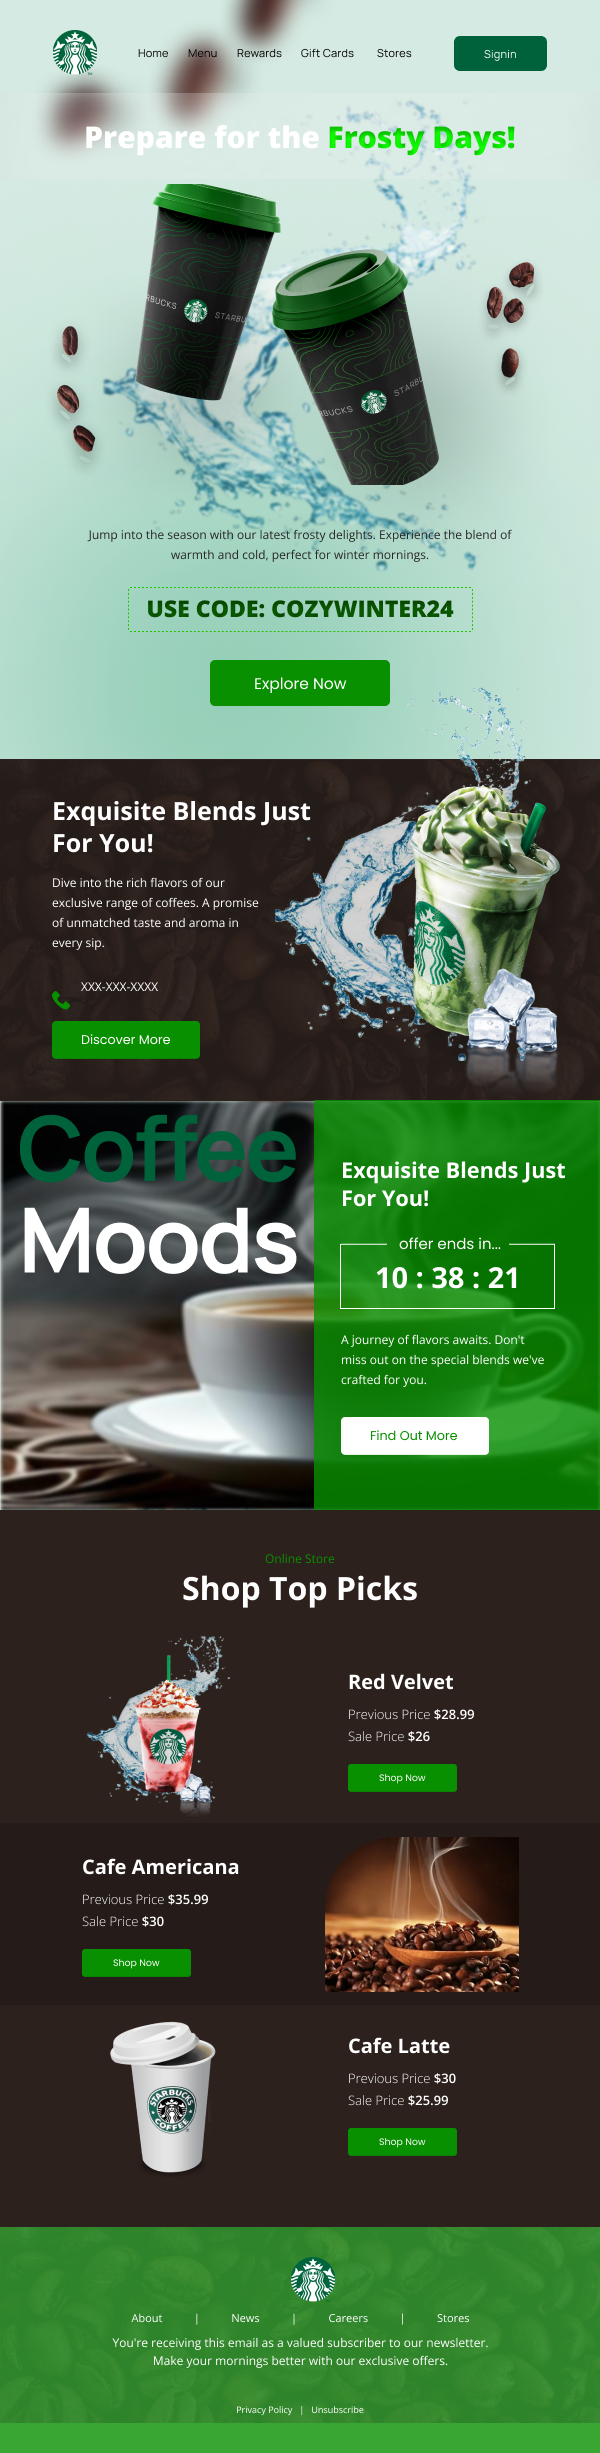 Home Menu Rewards Gift Cards Stores Signin
Prepare for the Frosty Days!
RBUCKS STARBU
BUCKS STARBU
Jump into the season with our latest frosty delights. Experience the blend of
warmth and cold, perfect for winter mornings.
USE CODE: COZYWINTER24
Explore Now
Exquisite Blends Just
For You!
Dive into the rich flavors of our
exclusive range of coffees. A promise
of unmatched taste and aroma in
every sip.
XXX-XXX-XXXX
Discover More
Coffee
Moods
Exquisite Blends Just
For You!
offer ends in...
10 : 38 : 21
A journey of flavors awaits. Don't
miss out on the special blends we've
crafted for you.
Find Out More
Online Store
Shop Top Picks
Red Velvet
Previous Price $28.99
Sale Price $26
Shop Now
Cafe Americana
Previous Price $35.99
Sale Price $30
Shop Now
STARBUCKS
COFFEE
Cafe Latte
Previous Price $30
Sale Price $25.99
Shop Now
About | News | Careers | Stores
You're receiving this email as a valued subscriber to our newsletter.
Make your mornings better with our exclusive offers.
Privacy Policy | Unsubscribe